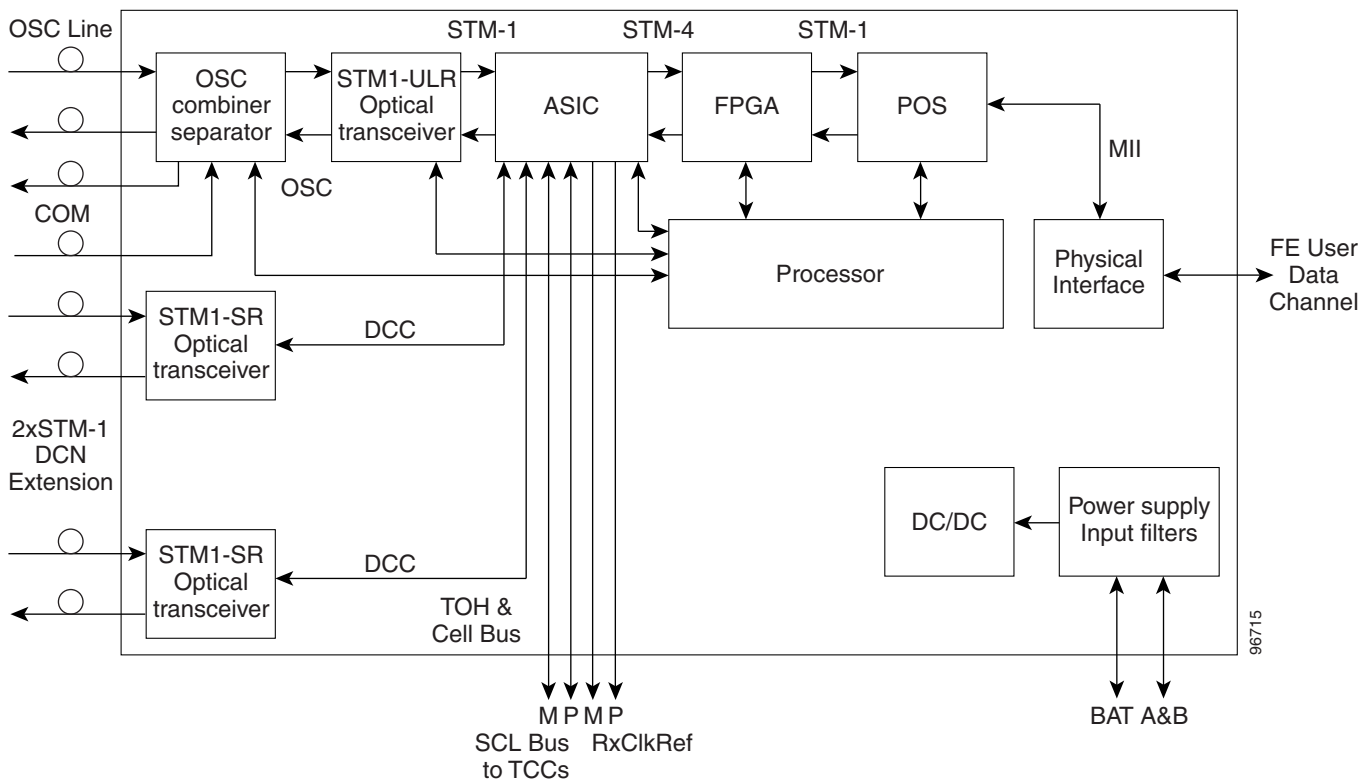 OSC Line
STM-1
STM-4
STM-1
OSC
combiner
separator
STM1-ULR
Optical
transceiver
ASIC
FPGA
POS
MII
OSC
COM
Processor
Physical
Interface
FE User
Data
Channel
STM1-SR
Optical
transceiver
DCC
2xSTM-1
DCN
Extension
DC/DC
Power supply
Input filters
STM1-SR
Optical
transceiver
DCC
TOH &
Cell Bus
96715
M P M P
SCL Bus
to TCCs
RxClkRef
BAT A&B